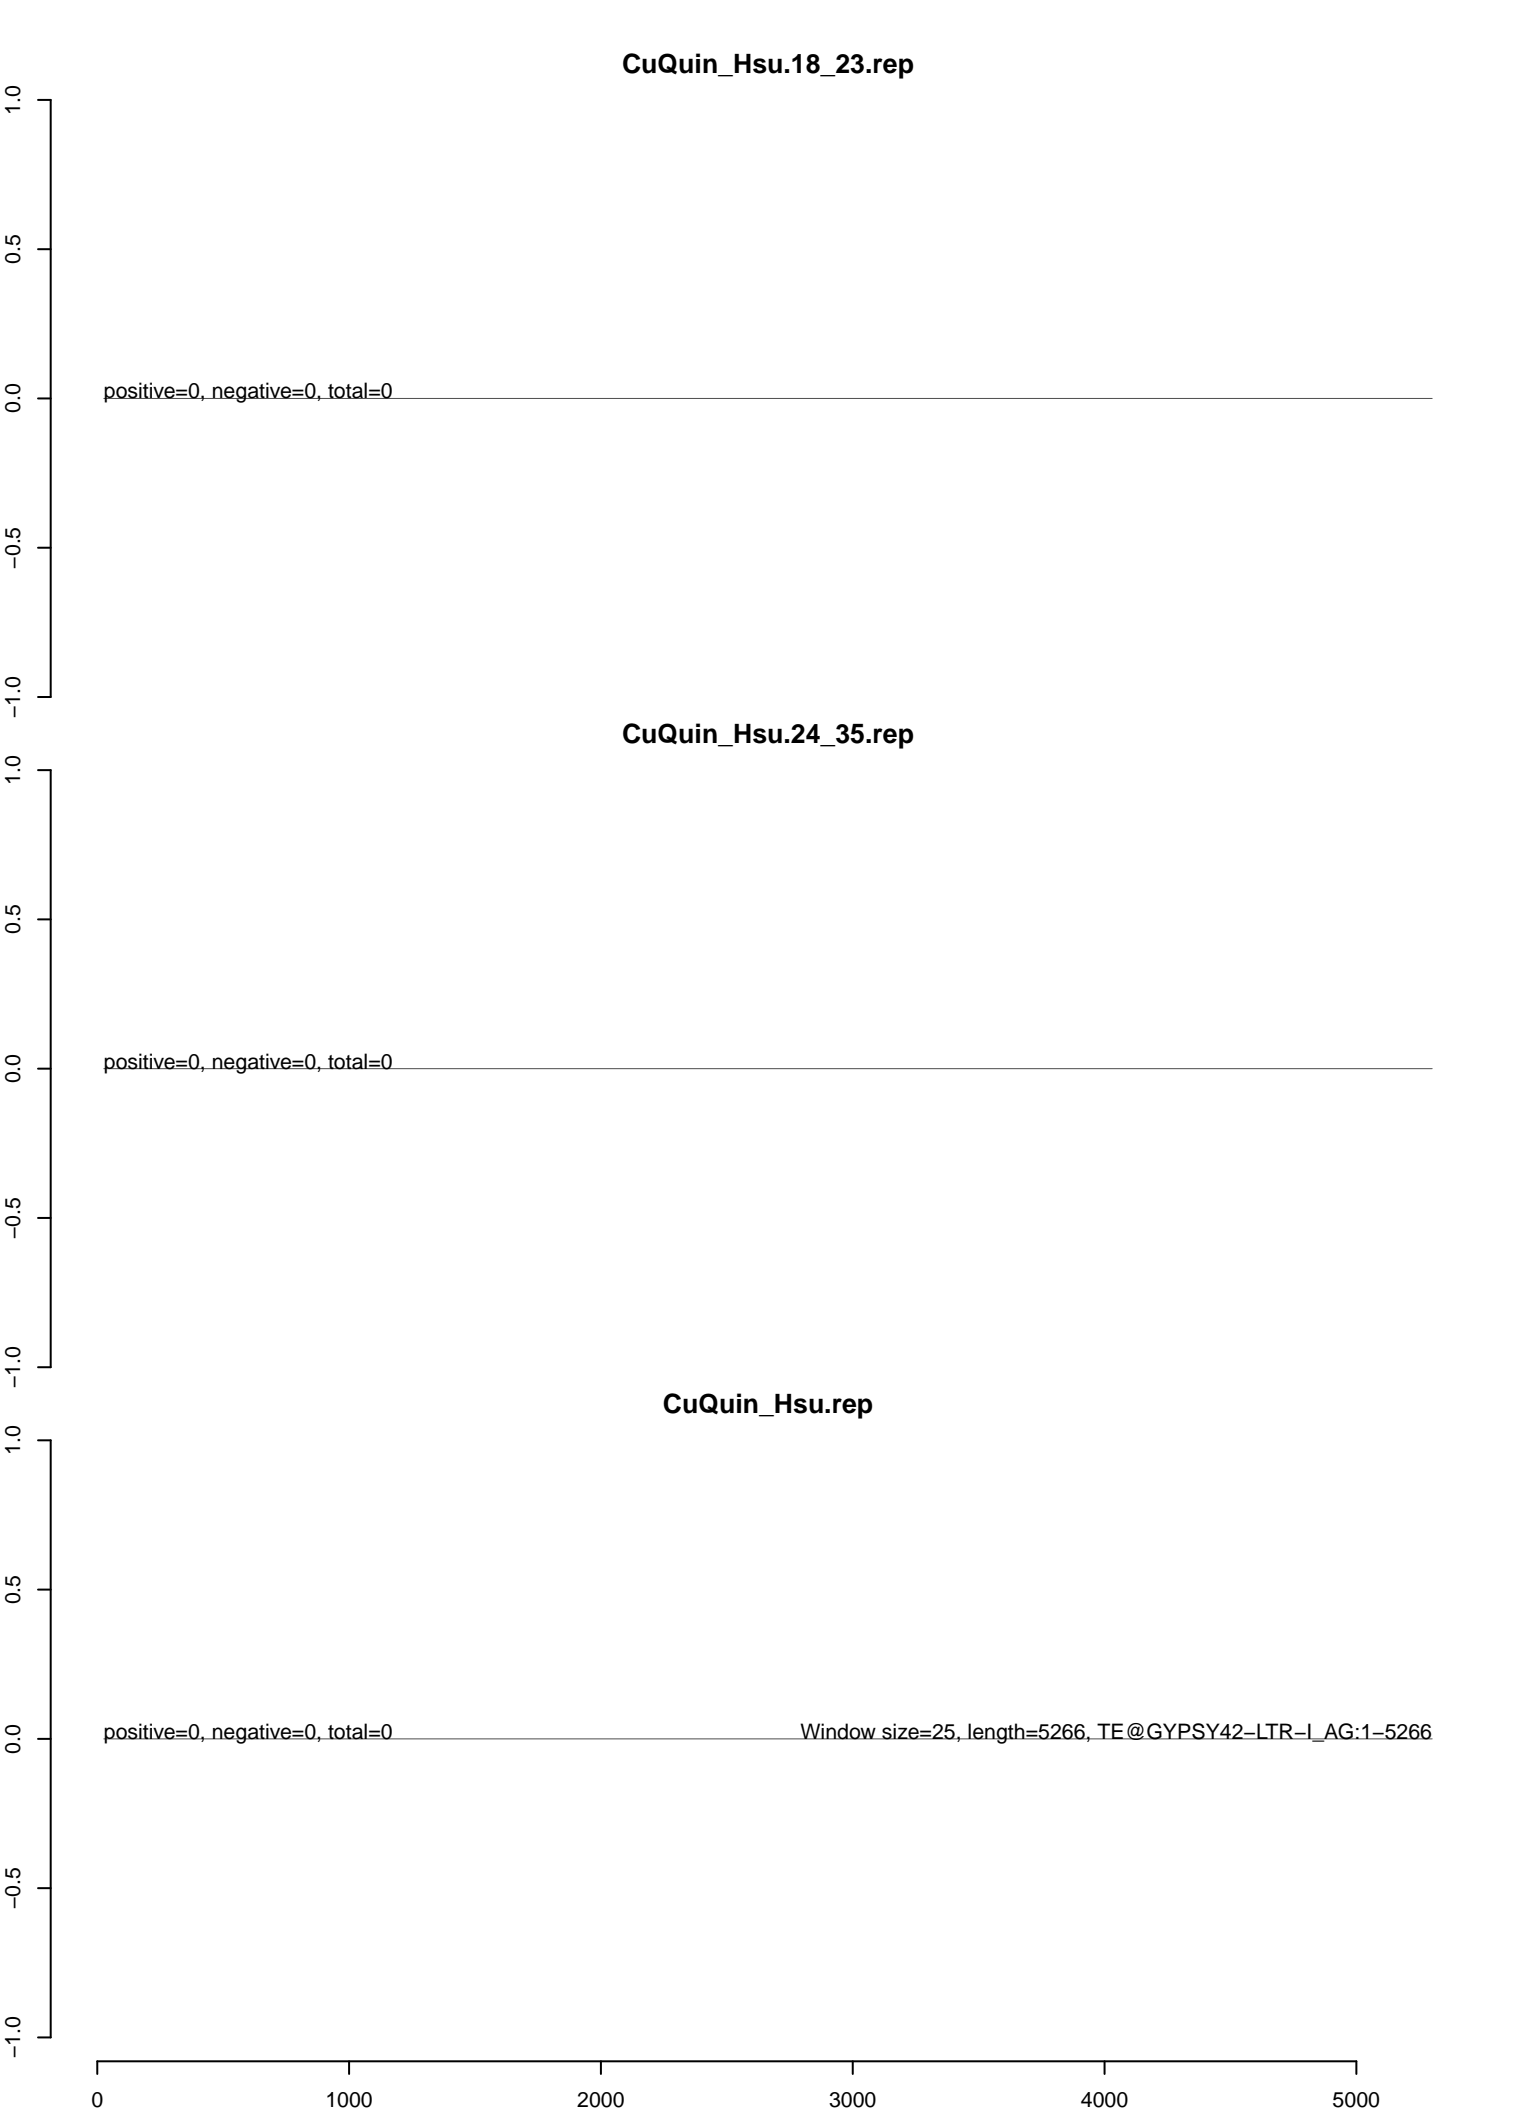 CuQuin_Hsu.18_23.rep
1.0
0.5
0.0
−0.5
−1.0
positive=0, negative=0, total=0
CuQuin_Hsu.24_35.rep
1.0
0.5
0.0
−0.5
−1.0
positive=0, negative=0, total=0
CuQuin_Hsu.rep
1.0
0.5
0.0
−0.5
−1.0
positive=0, negative=0, total=0
Window size=25, length=5266, TE@GYPSY42−LTR−I_AG:1−5266
0 1000 2000 3000 4000 5000